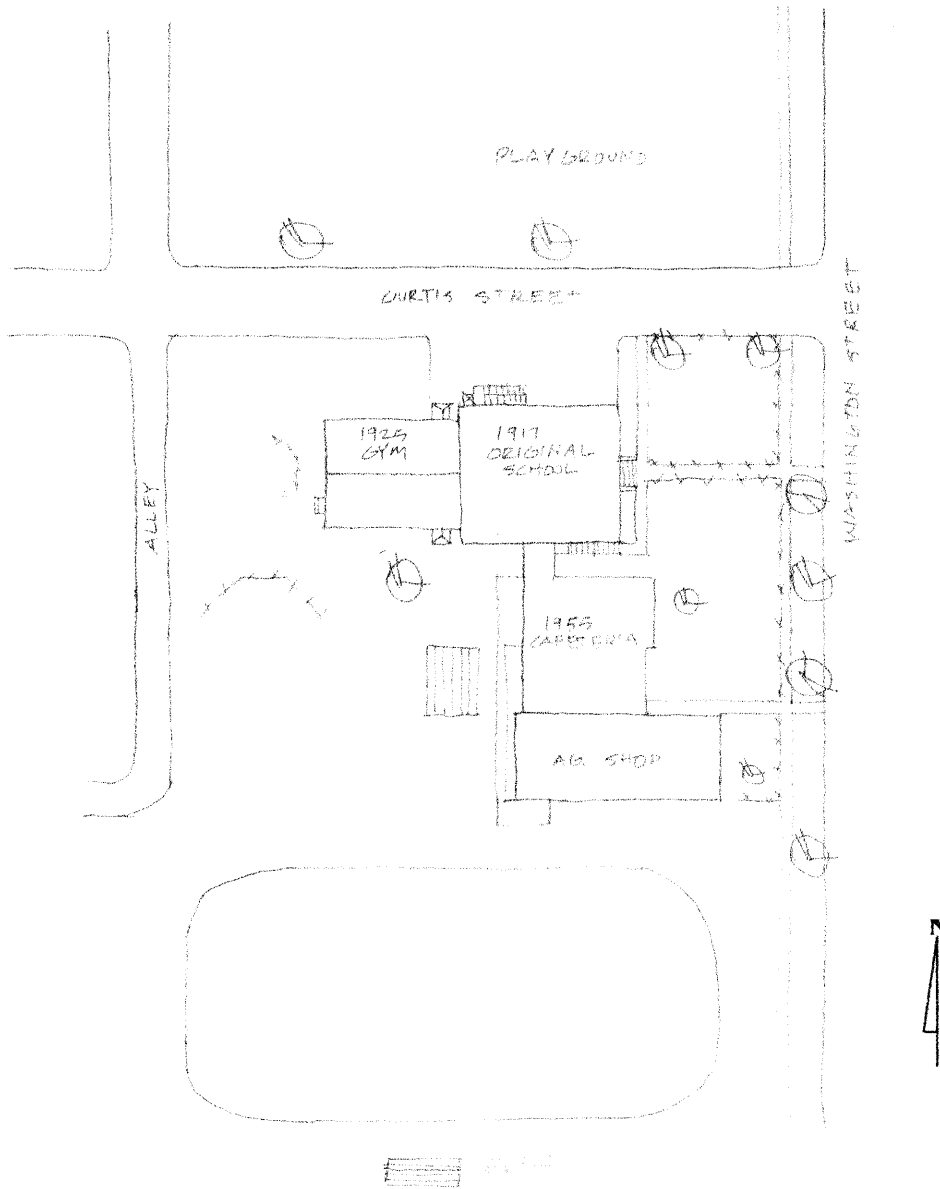 PLAYGROUND
CURTIS STREET
WASHINGTON STREET
1925
GYM
1917
ORIGINAL
SCHOOL
ALLEY
1955
CAFETERIA
AG. SHOP
N